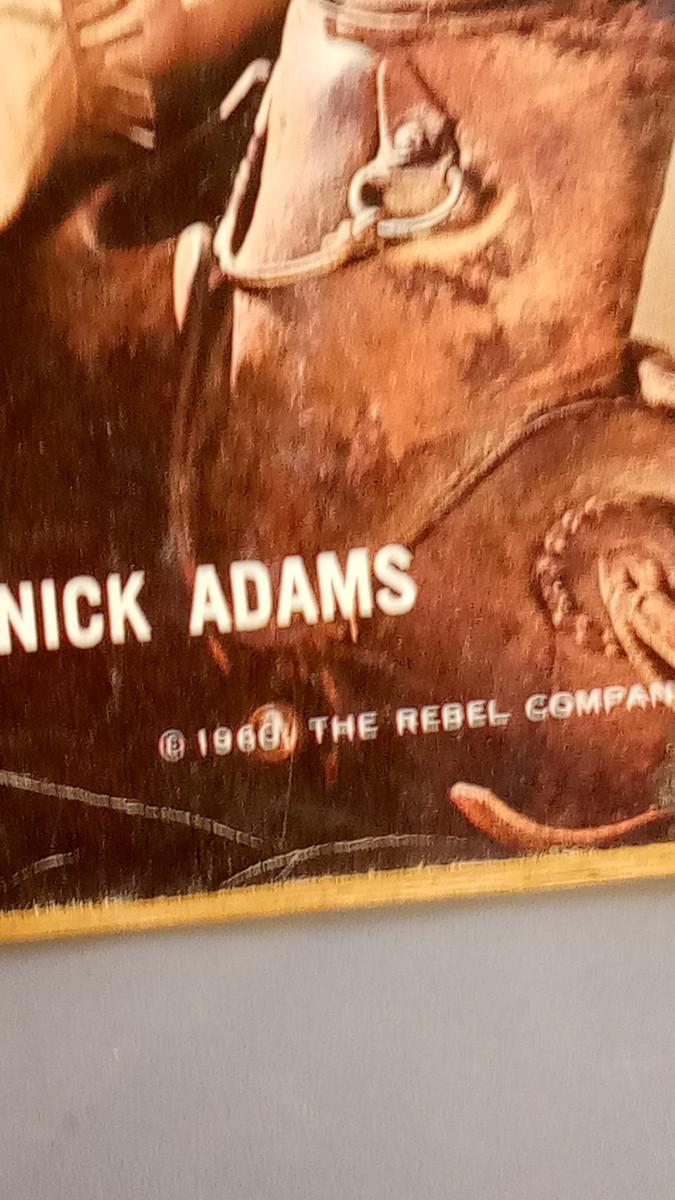 NICK ADAMS
© 1960, THE REBEL COMPAN